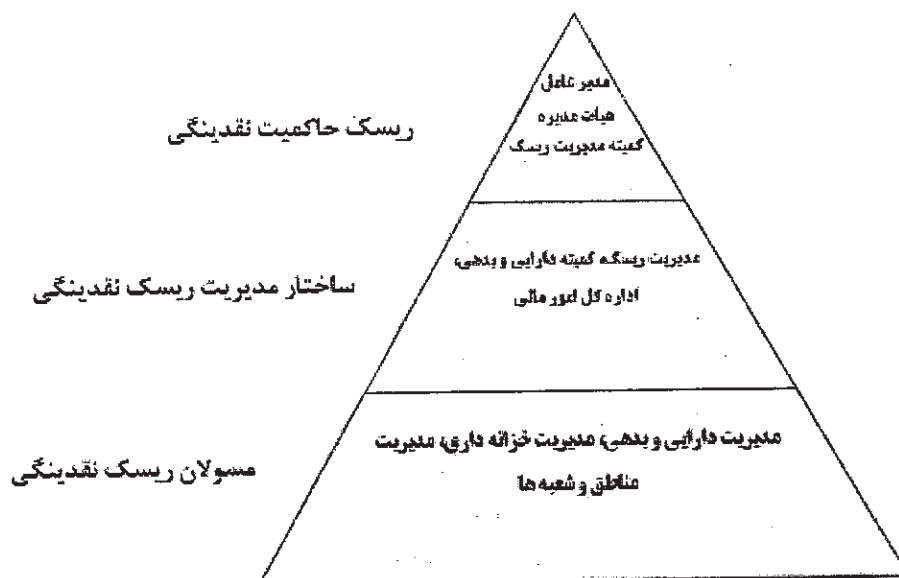 مدیر عامل
هیات مدیره
کمیته مدیریت ریسک
ریسک حاکمیت نقدینگی
مدیریت ریسک، کمیته دارایی و بدهی،
اداره کل امور مالی
ساختار مدیریت ریسک نقدینگی
مدیریت دارایی و بدهی، مدیریت خزانه داری، مدیریت
مناطق و شعبه ها
مسولان ریسک نقدینگی